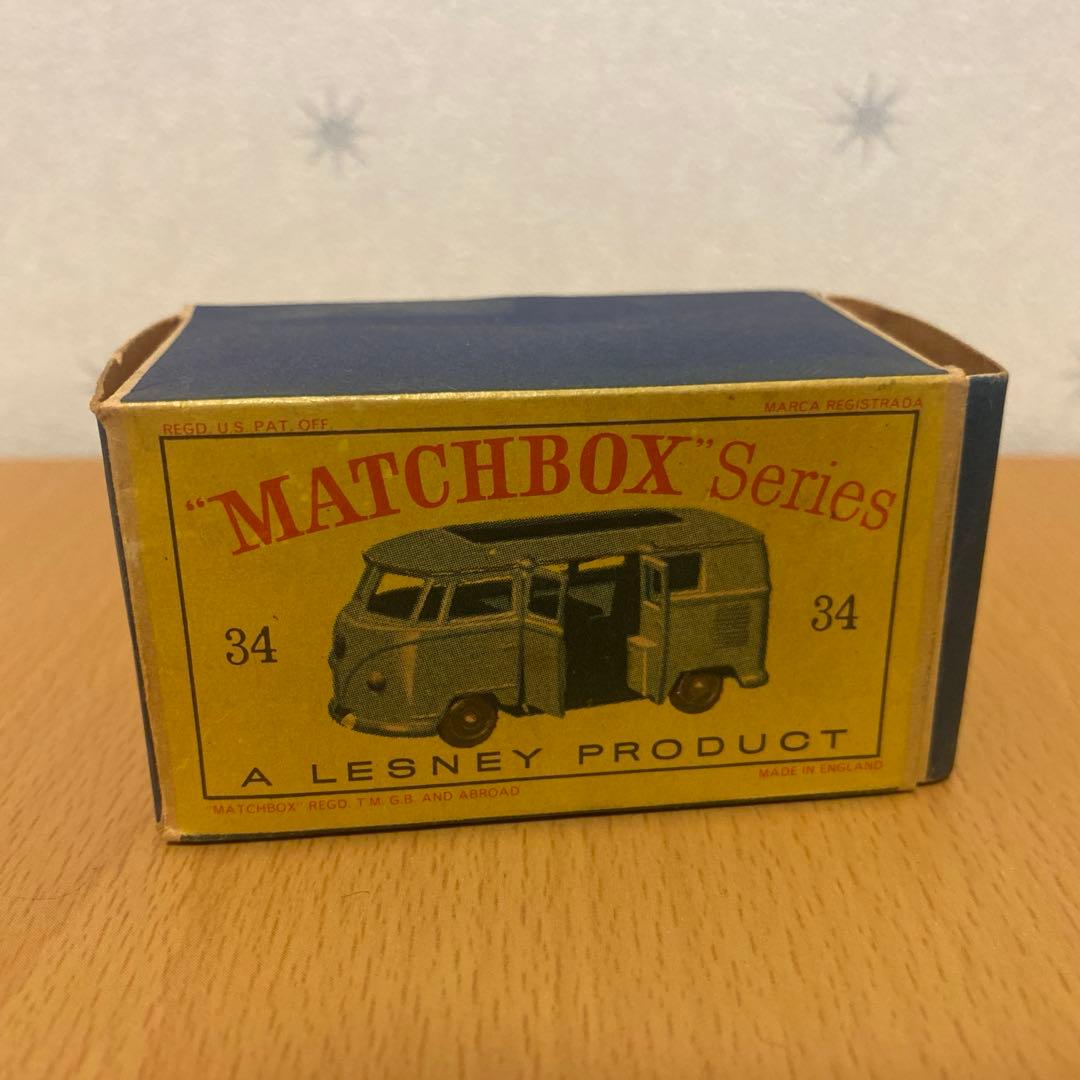 REGD. U.S. PAT. OFF.
MARCA REGISTRADA
"MATCHBOX" Series
34
34
A LESNEY PRODUCT
"MATCHBOX" REGD. T.M. G.B. AND ABROAD
MADE IN ENGLAND